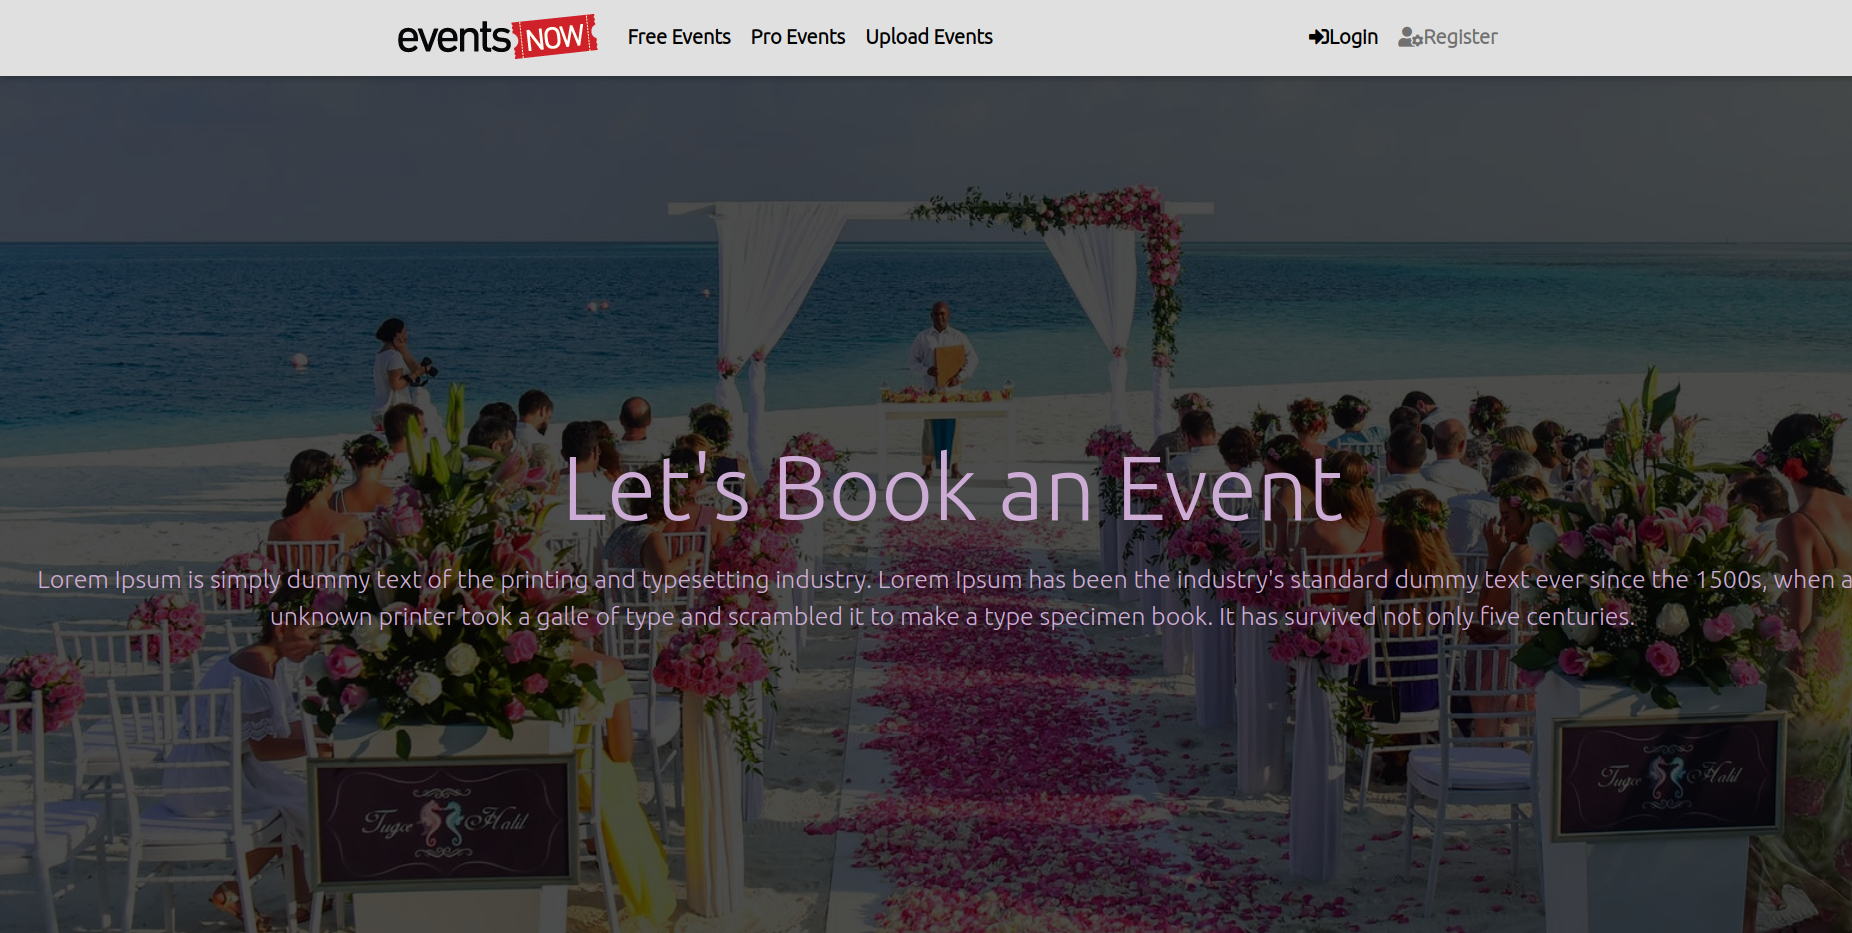 events NOW Free Events Pro Events Upload Events Login Register
Let's Book an Event
Lorem Ipsum is simply dummy text of the printing and typesetting industry. Lorem Ipsum has been the industry's standard dummy text ever since the 1500s, when a
unknown printer took a galle of type and scrambled it to make a type specimen book. It has survived not only five centuries.
Tugce Halil
Tugce Halil